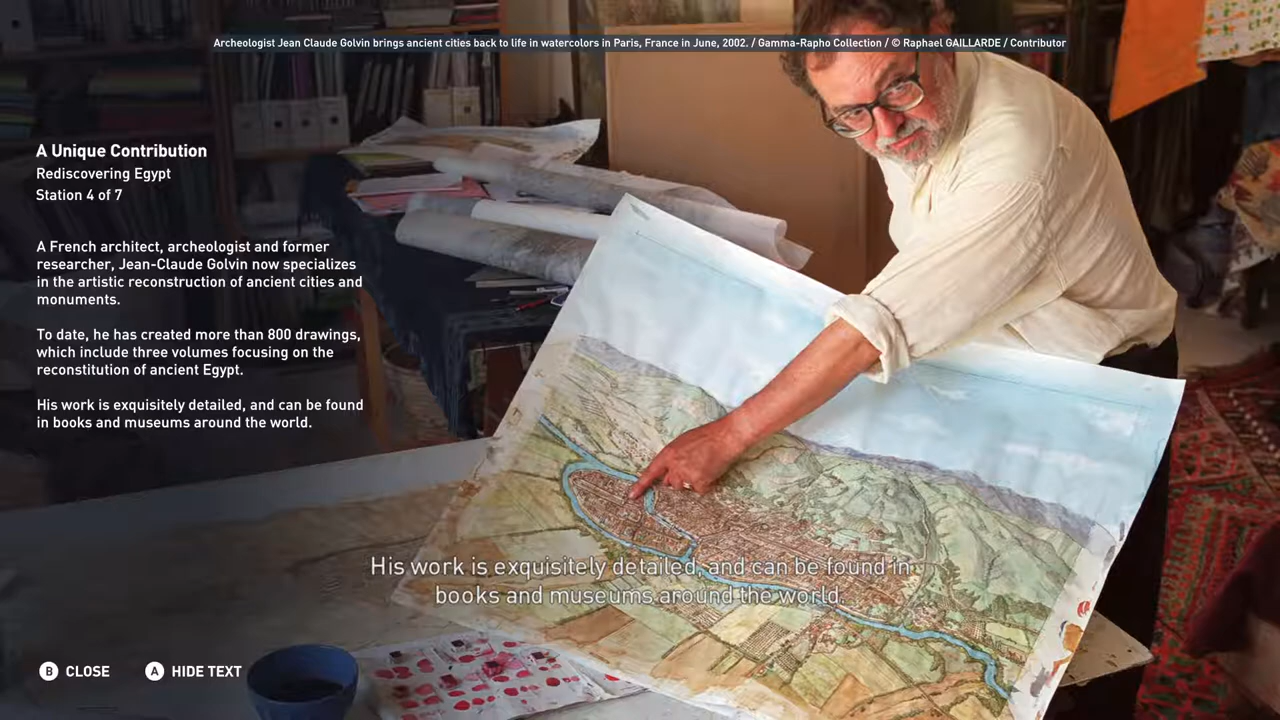 Archeologist Jean Claude Golvin brings ancient cities back to life in watercolors in Paris, France in June, 2002. / Gamma-Rapho Collection / © Raphael GAILLARDE / Contributor
A Unique Contribution
Rediscovering Egypt
Station 4 of 7
A French architect, archeologist and former
researcher, Jean-Claude Golvin now specializes
in the artistic reconstruction of ancient cities and
monuments.
To date, he has created more than 800 drawings,
which include three volumes focusing on the
reconstitution of ancient Egypt.
His work is exquisitely detailed, and can be found
in books and museums around the world.
His work is exquisitely detailed, and can be found in
books and museums around the world.
B CLOSE A HIDE TEXT